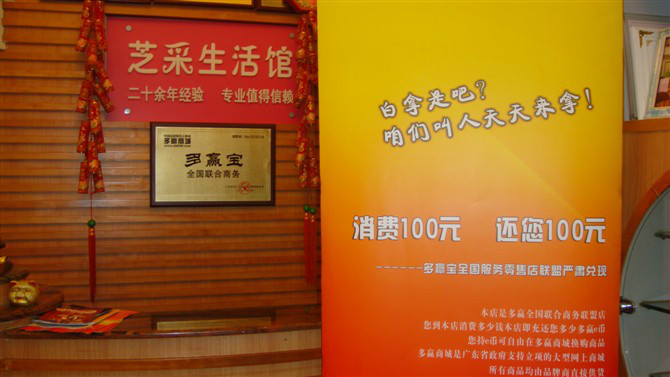 芝采生活馆
二十余年经验 专业值得信赖
多赢商城
多赢宝
全国联合商务
白拿是吧？
咱们叫人天天来拿！
消费100元 还您100元
------多赢宝全国服务零售店联盟严肃兑现
本店是多赢全国联合商务联盟店
您到本店消费多少钱本店即充还您多少多赢e币
您持e币可自由在多赢商城换购商品
多赢商城是广东省政府支持立项的大型网上商城
所有商品均由品牌商直接供货